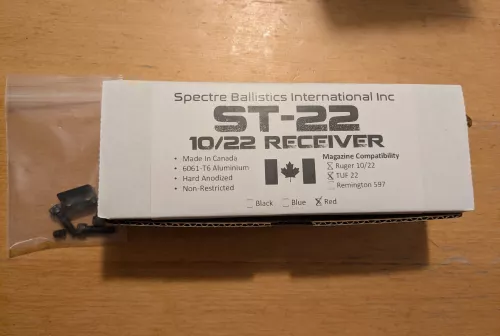 Spectre Ballistics International Inc
ST-22
10/22 RECEIVER
• Made In Canada
• 6061-T6 Aluminium
• Hard Anodized
• Non-Restricted
Magazine Compatibility
Ruger 10/22
TUF 22
Remington 597
Black Blue Red